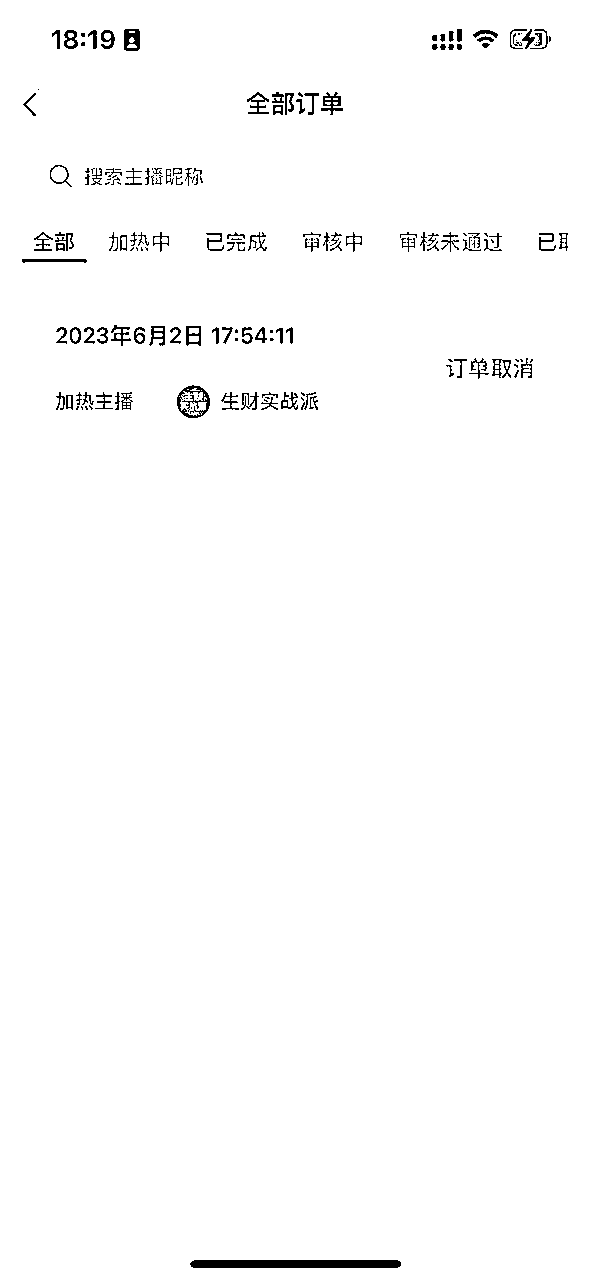 18:19
全部订单
搜索主播昵称
全部 加热中 已完成 审核中 审核未通过 已取
2023年6月2日 17:54:11
订单取消
加热主播 生财实战派